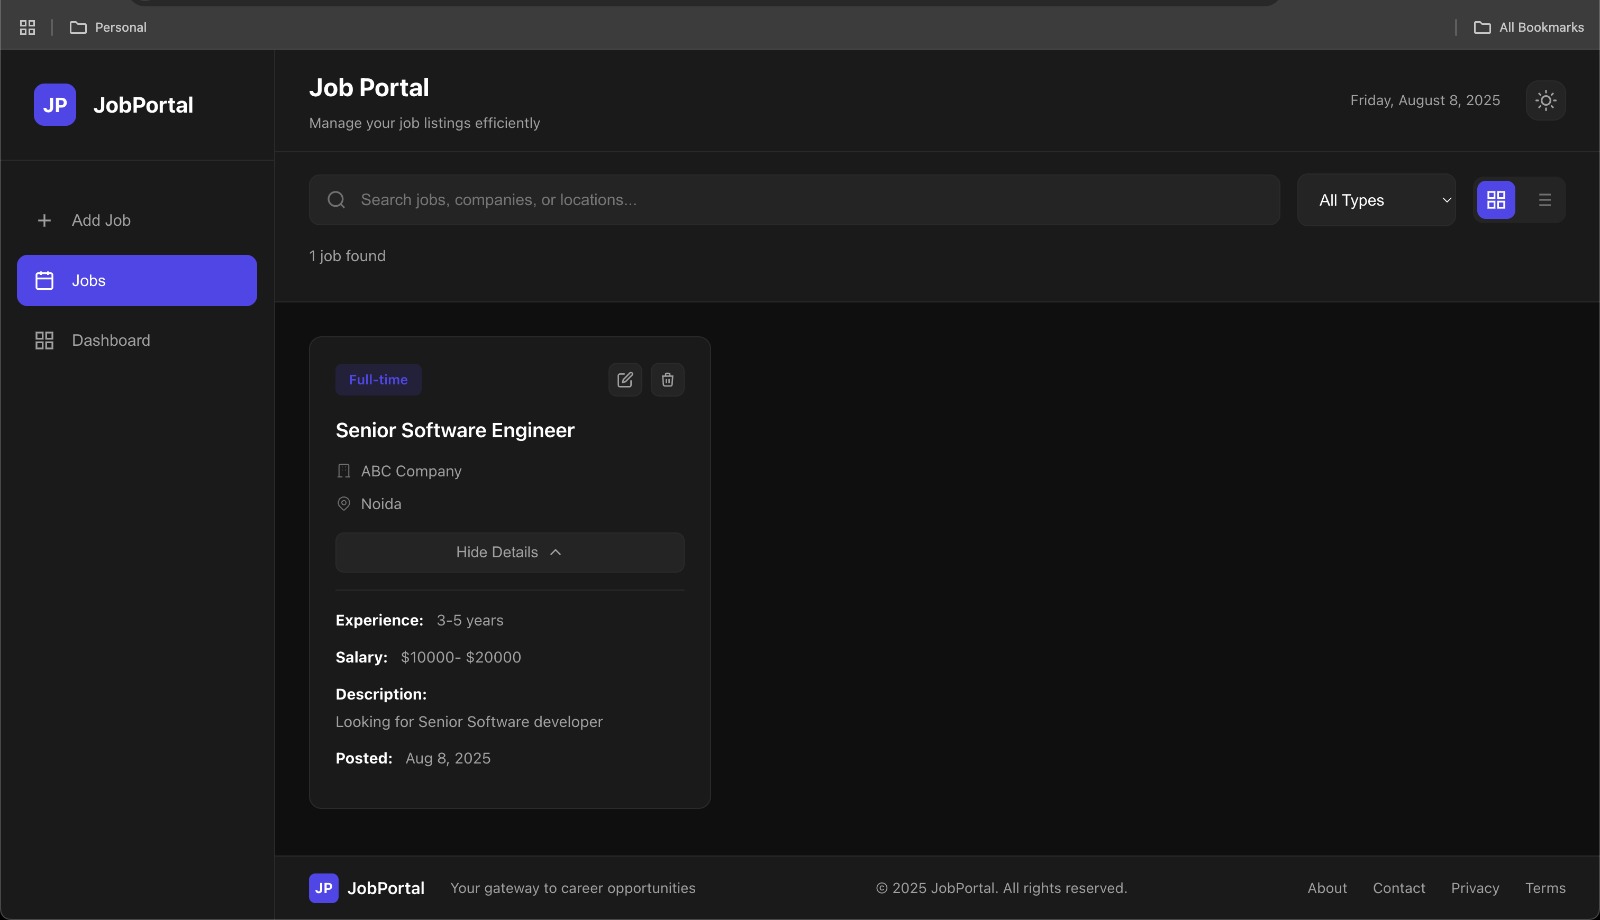 Personal
All Bookmarks
JP JobPortal
Add Job
Jobs
Dashboard
Job Portal
Manage your job listings efficiently
Friday, August 8, 2025
Search jobs, companies, or locations...
All Types
1 job found
Full-time
Senior Software Engineer
ABC Company
Noida
Hide Details
Experience: 3-5 years
Salary: $10000- $20000
Description:
Looking for Senior Software developer
Posted: Aug 8, 2025
JP JobPortal Your gateway to career opportunities © 2025 JobPortal. All rights reserved. About Contact Privacy Terms